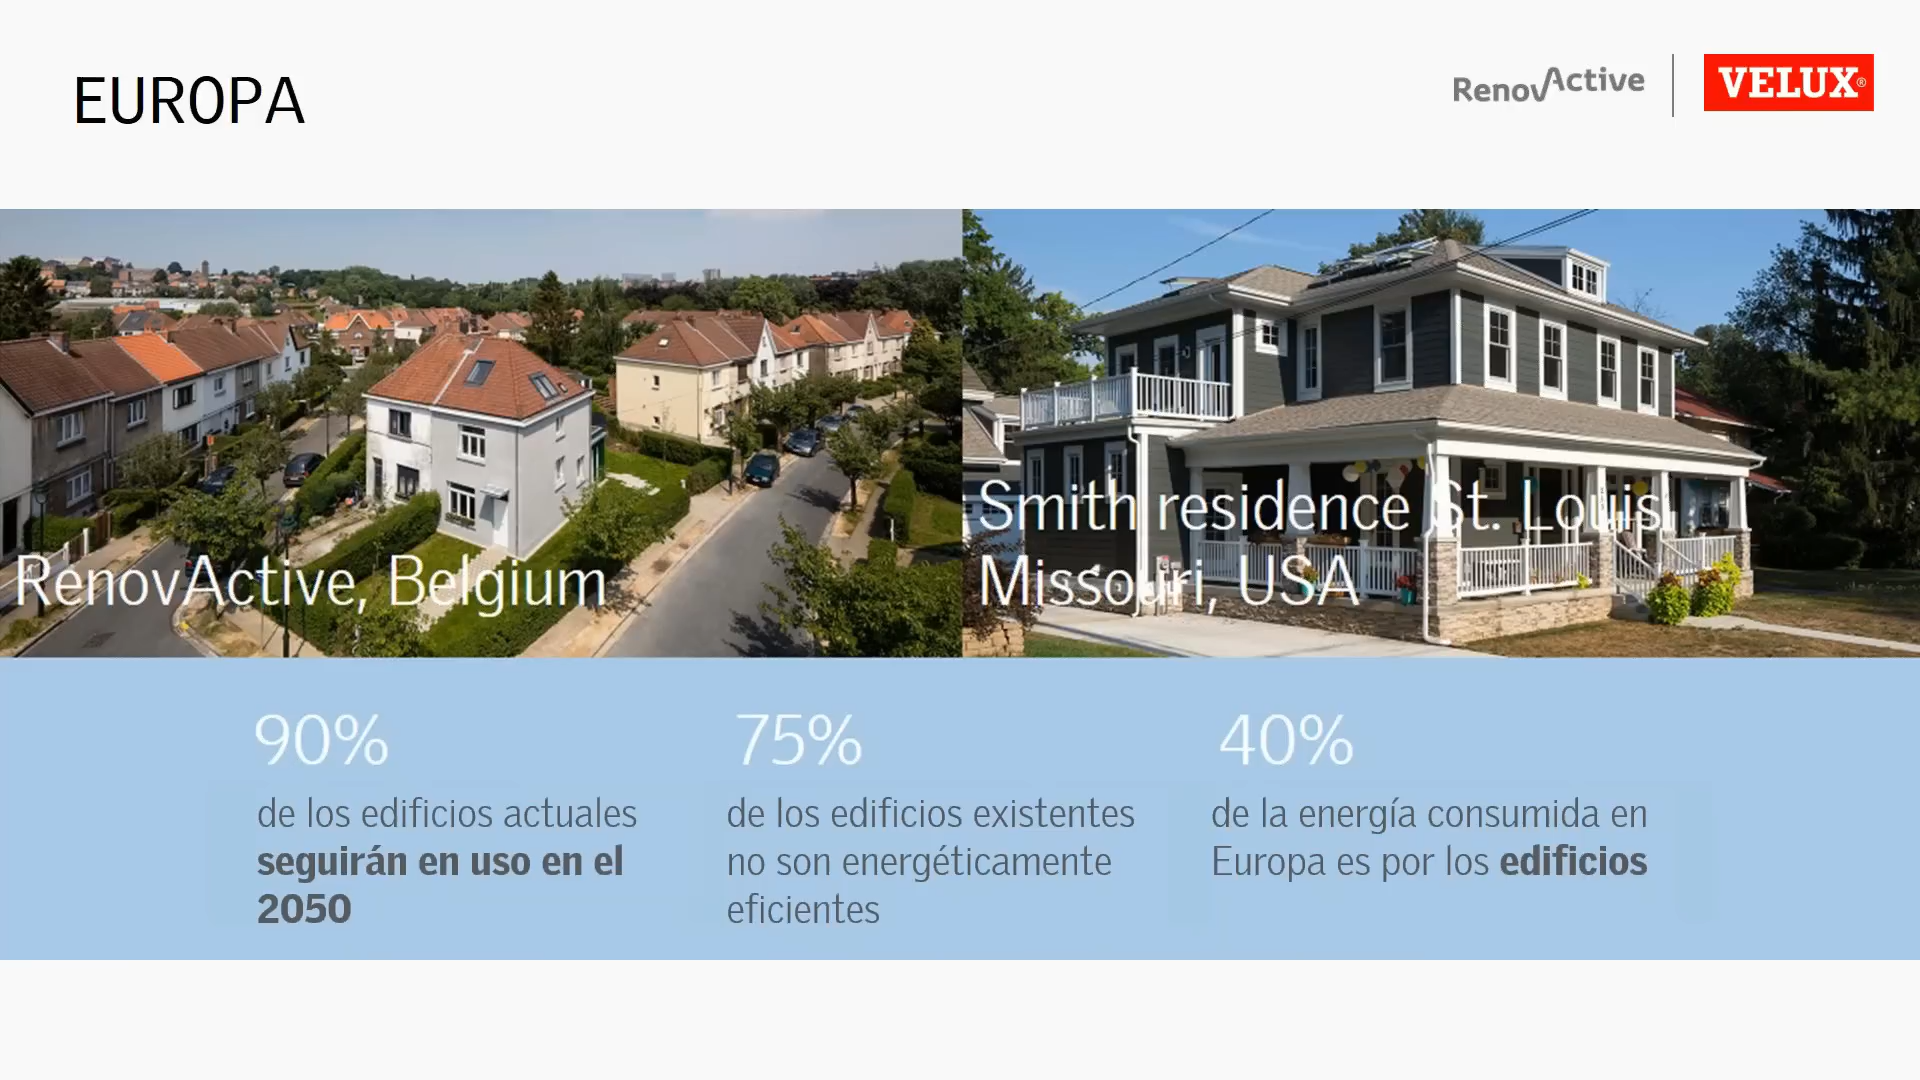 EUROPA
RenovActive
VELUX®
RenovActive, Belgium
Smith residence St. Louis
Missouri, USA
90%
de los edificios actuales
seguirán en uso en el
2050
75%
de los edificios existentes
no son energéticamente
eficientes
40%
de la energía consumida en
Europa es por los edificios